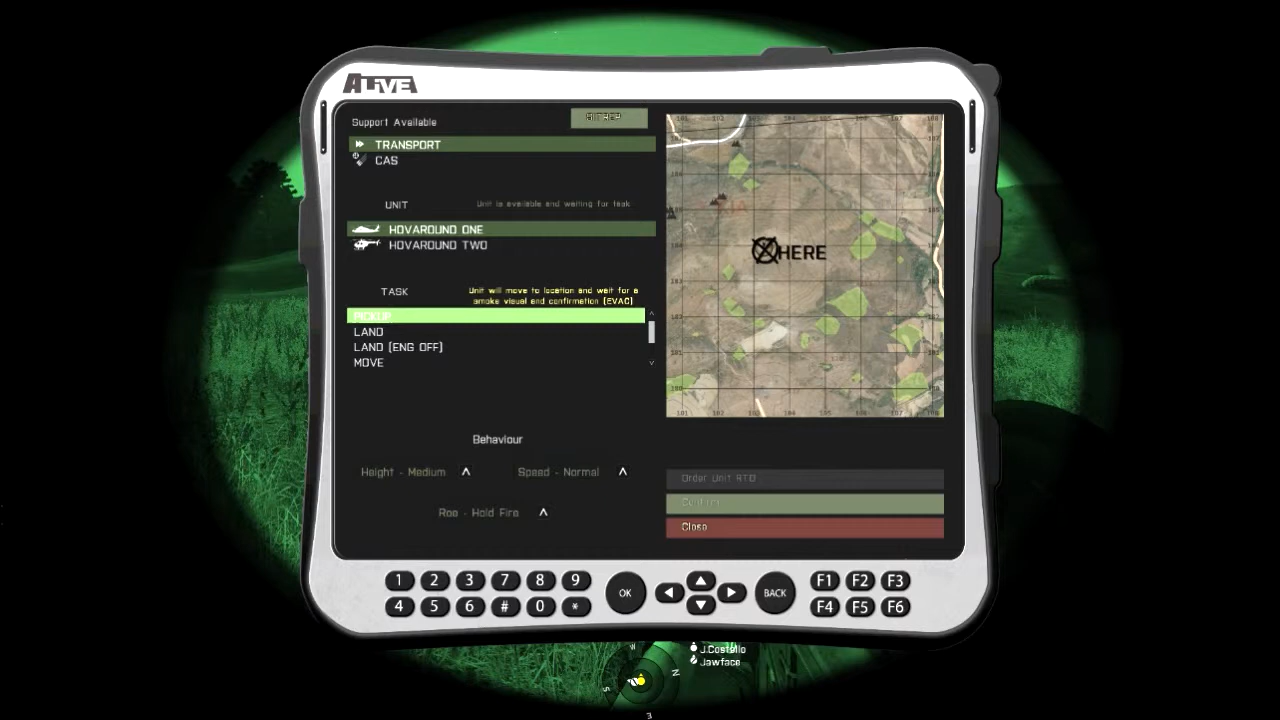 ALiVE
Support Available
SITREP
TRANSPORT
CAS
UNIT
Unit is available and waiting for task
HOVAROUND ONE
HOVAROUND TWO
TASK
Unit will move to location and wait for a
smoke visual and confirmation (EVAC)
PICKUP
LAND
LAND (ENG OFF)
MOVE
Behaviour
Height - Medium
Speed - Normal
Roe - Hold Fire
HERE
Order Unit RTB
Confirm
Close
1 2 3 7 8 9
4 5 6 # 0 *
OK
BACK
F1 F2 F3
F4 F5 F6
J.Costello
Jawface
W
N
S
E